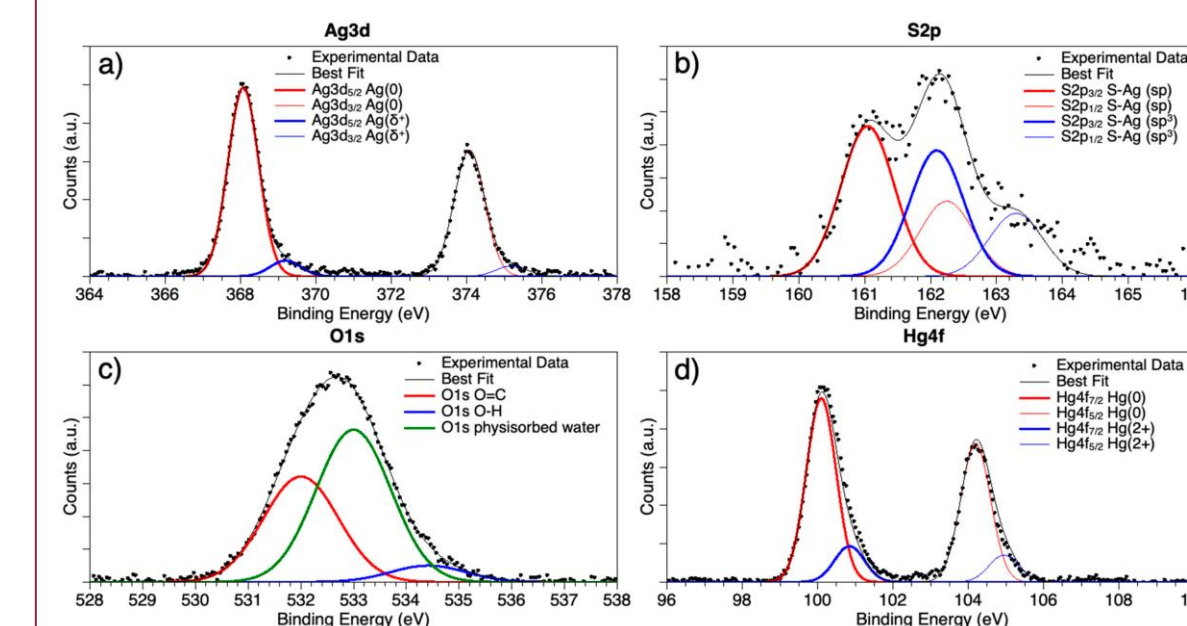 Ag3d
a)
Experimental Data
Best Fit
Ag3d5/2 Ag(0)
Ag3d3/2 Ag(0)
Ag3d5/2 Ag(δ+)
Ag3d3/2 Ag(δ+)
Counts (a.u.)
364 366 368 370 372 374 376 378
Binding Energy (eV)
S2p
b)
Experimental Data
Best Fit
S2p3/2 S-Ag (sp)
S2p1/2 S-Ag (sp)
S2p3/2 S-Ag (sp3)
S2p1/2 S-Ag (sp3)
Counts (a.u.)
158 159 160 161 162 163 164 165
Binding Energy (eV)
O1s
c)
Experimental Data
Best Fit
O1s O=C
O1s O-H
O1s physisorbed water
Counts (a.u.)
528 529 530 531 532 533 534 535 536 537 538
Binding Energy (eV)
Hg4f
d)
Experimental Data
Best Fit
Hg4f7/2 Hg(0)
Hg4f5/2 Hg(0)
Hg4f7/2 Hg(2+)
Hg4f5/2 Hg(2+)
Counts (a.u.)
96 98 100 102 104 106 108
Binding Energy (eV)